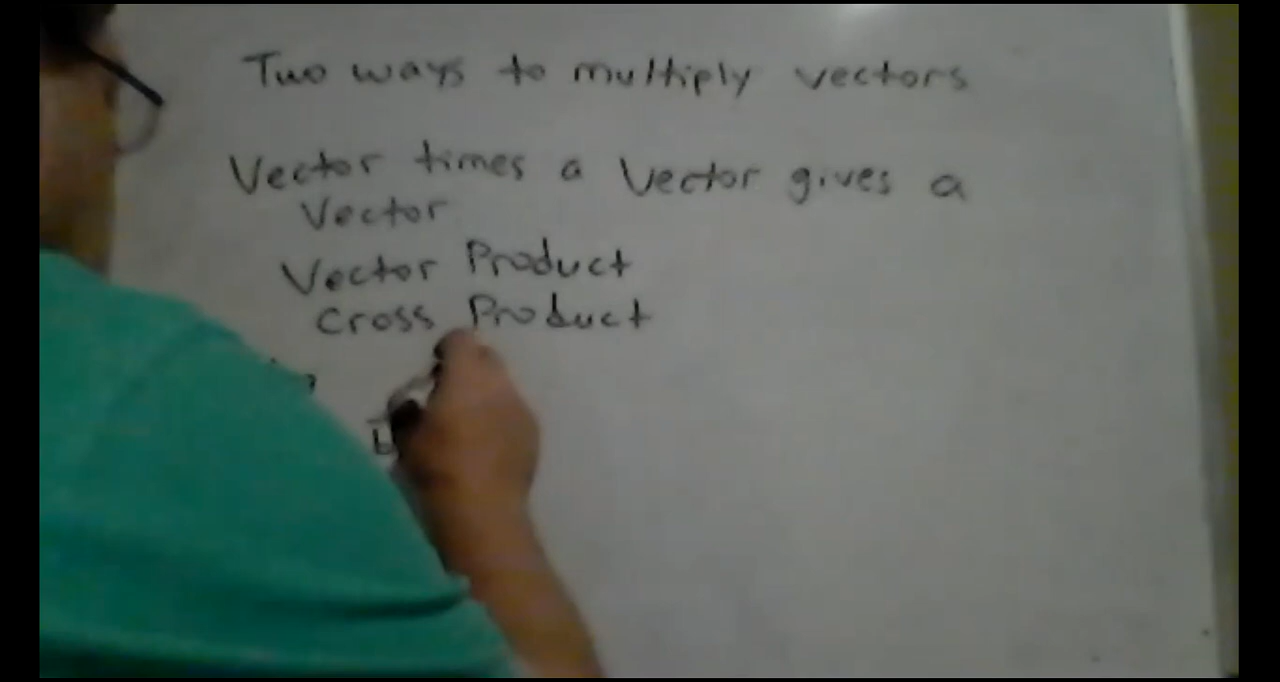 Two ways to multiply vectors
Vector times a Vector gives a
Vector
Vector Product
Cross Product